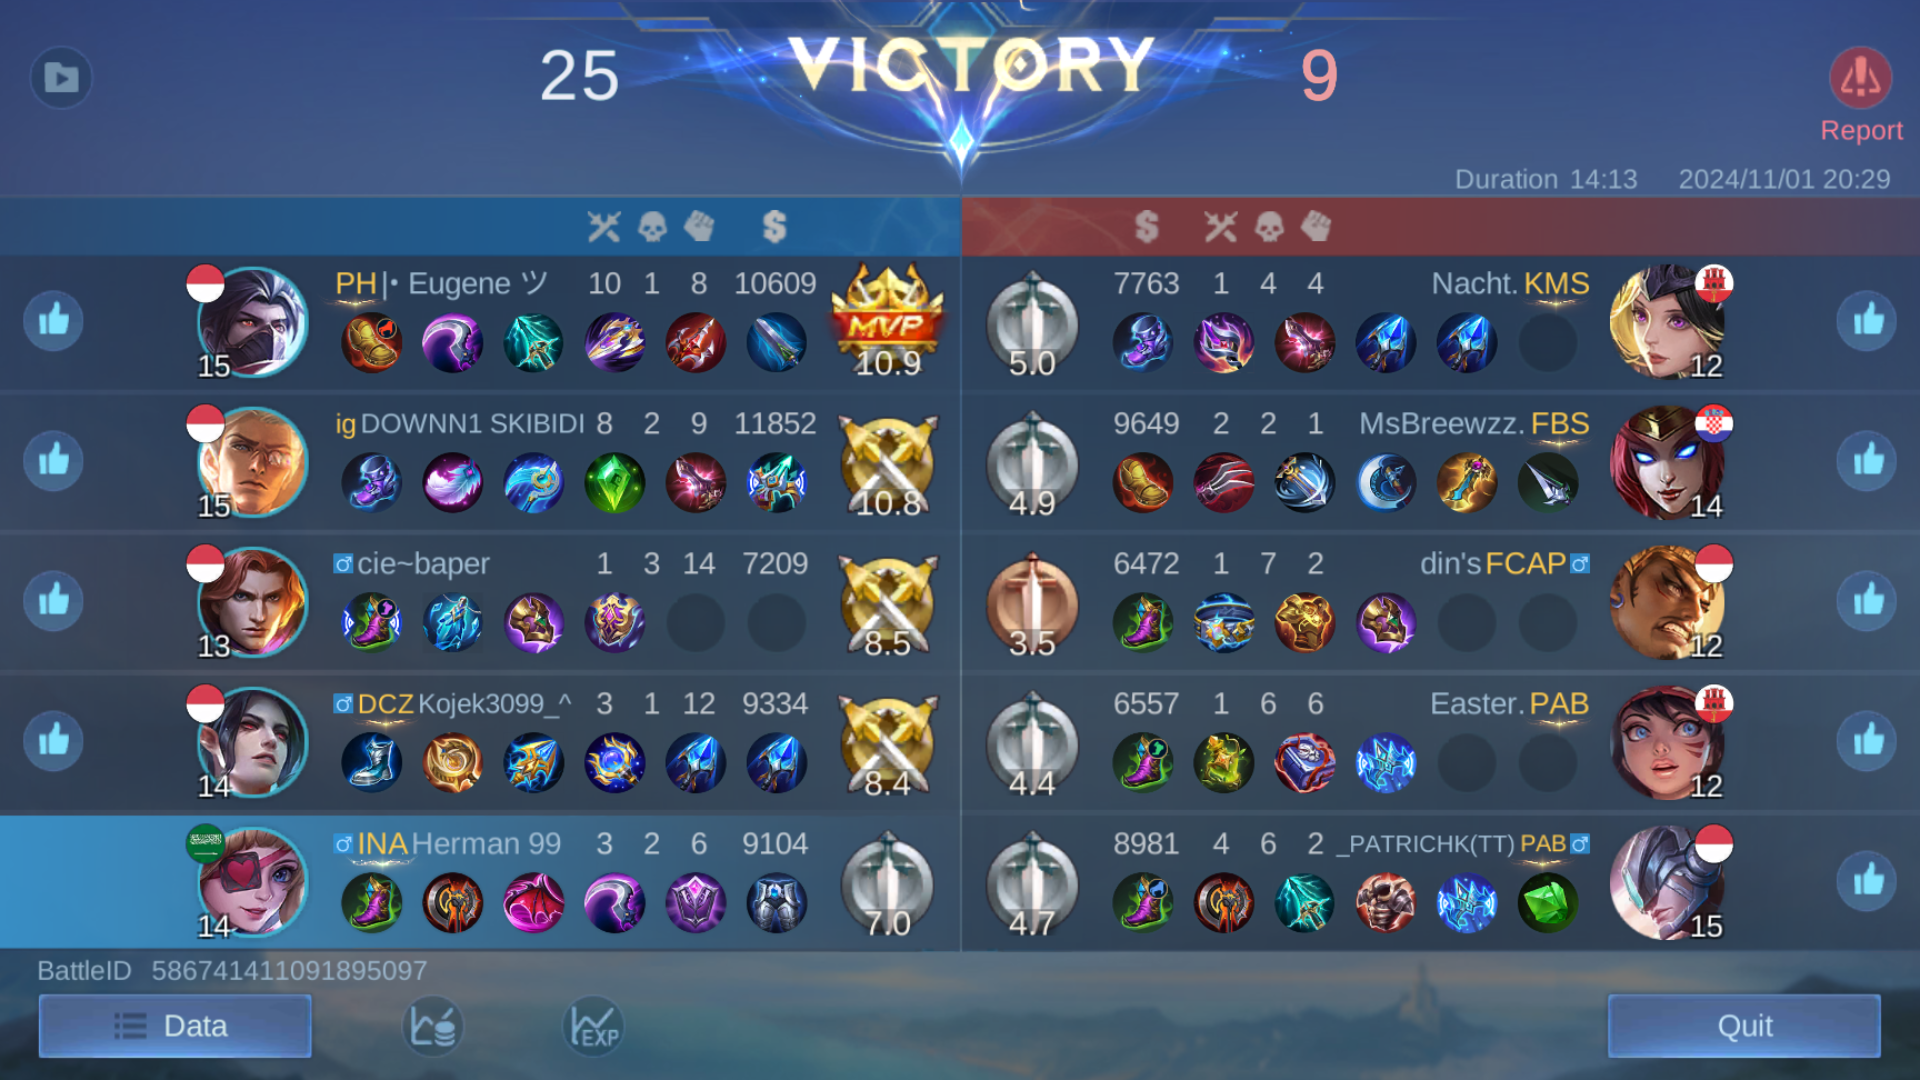 25 VICTORY 9
Report
Duration 14:13 2024/11/01 20:29
PH|• Eugene ツ 10 1 8 10609 MVP 10.9 15
5.0 7763 1 4 4 Nacht. KMS 12
ig DOWNN1 SKIBIDI 8 2 9 11852 10.8 15
4.9 9649 2 2 1 MsBreewzz. FBS 14
cie~baper 1 3 14 7209 8.5 13
3.5 6472 1 7 2 din's FCAP 12
DCZ Kojek3099_^ 3 1 12 9334 8.4 14
4.4 6557 1 6 6 Easter. PAB 12
INA Herman 99 3 2 6 9104 7.0 14
4.7 8981 4 6 2 _PATRICHK(TT) PAB 15
BattleID 586741411091895097
Data EXP Quit